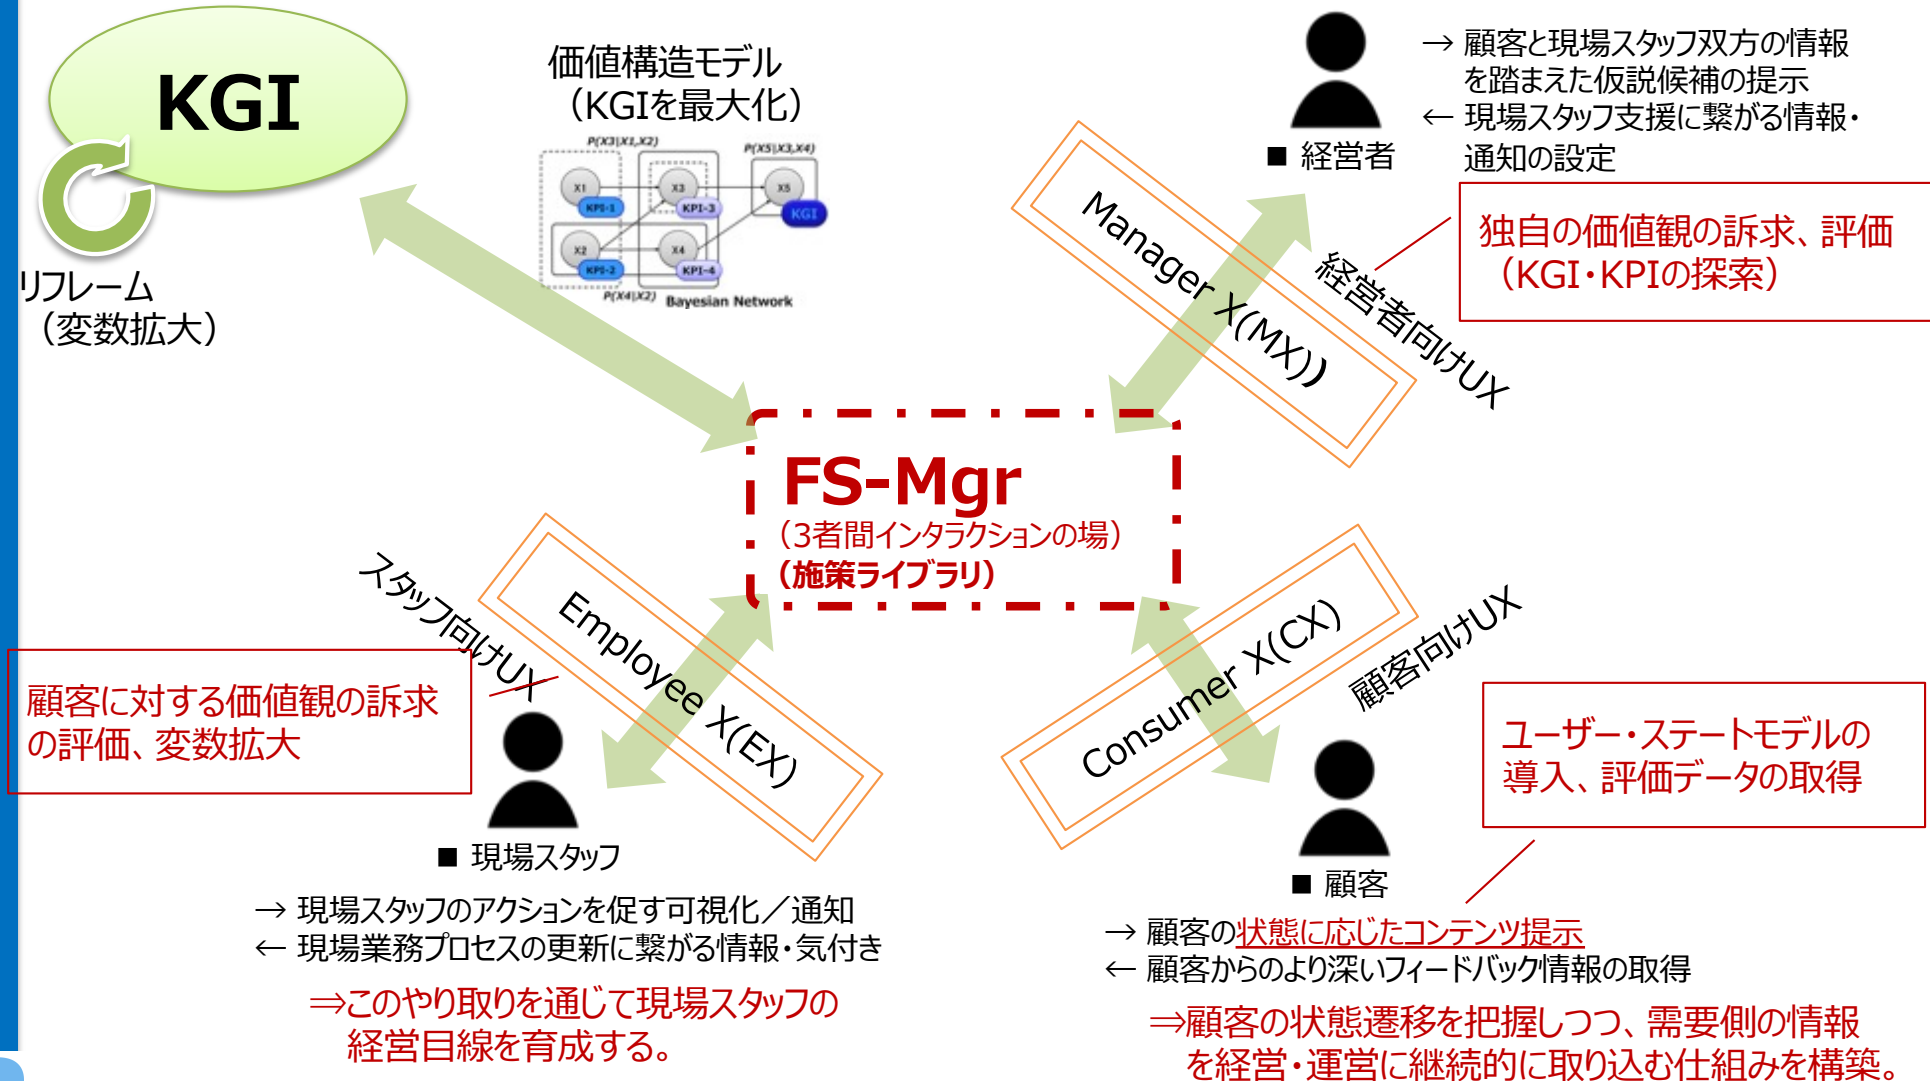 KGI
リフレーム
（変数拡大）
価値構造モデル
（KGIを最大化）
P(X3|X1,X2)
P(X5|X3,X4)
X1
KPI-1
X3
KPI-3
X5
KGI
X2
KPI-2
X4
KPI-4
P(X4|X2)
Bayesian Network
■ 経営者
→ 顧客と現場スタッフ双方の情報
を踏まえた仮説候補の提示
← 現場スタッフ支援に繋がる情報・
通知の設定
独自の価値観の訴求、評価
（KGI・KPIの探索）
Manager X(MX))
経営者向けUX
FS-Mgr
（3者間インタラクションの場）
（施策ライブラリ）
スタッフ向けUX
Employee X(EX)
顧客に対する価値観の訴求
の評価、変数拡大
■ 現場スタッフ
→ 現場スタッフのアクションを促す可視化／通知
← 現場業務プロセスの更新に繋がる情報・気付き
⇒このやり取りを通じて現場スタッフの
経営目線を育成する。
Consumer X(CX)
顧客向けUX
ユーザー・ステートモデルの
導入、評価データの取得
■ 顧客
→ 顧客の状態に応じたコンテンツ提示
← 顧客からのより深いフィードバック情報の取得
⇒顧客の状態遷移を把握しつつ、需要側の情報
を経営・運営に継続的に取り込む仕組みを構築。